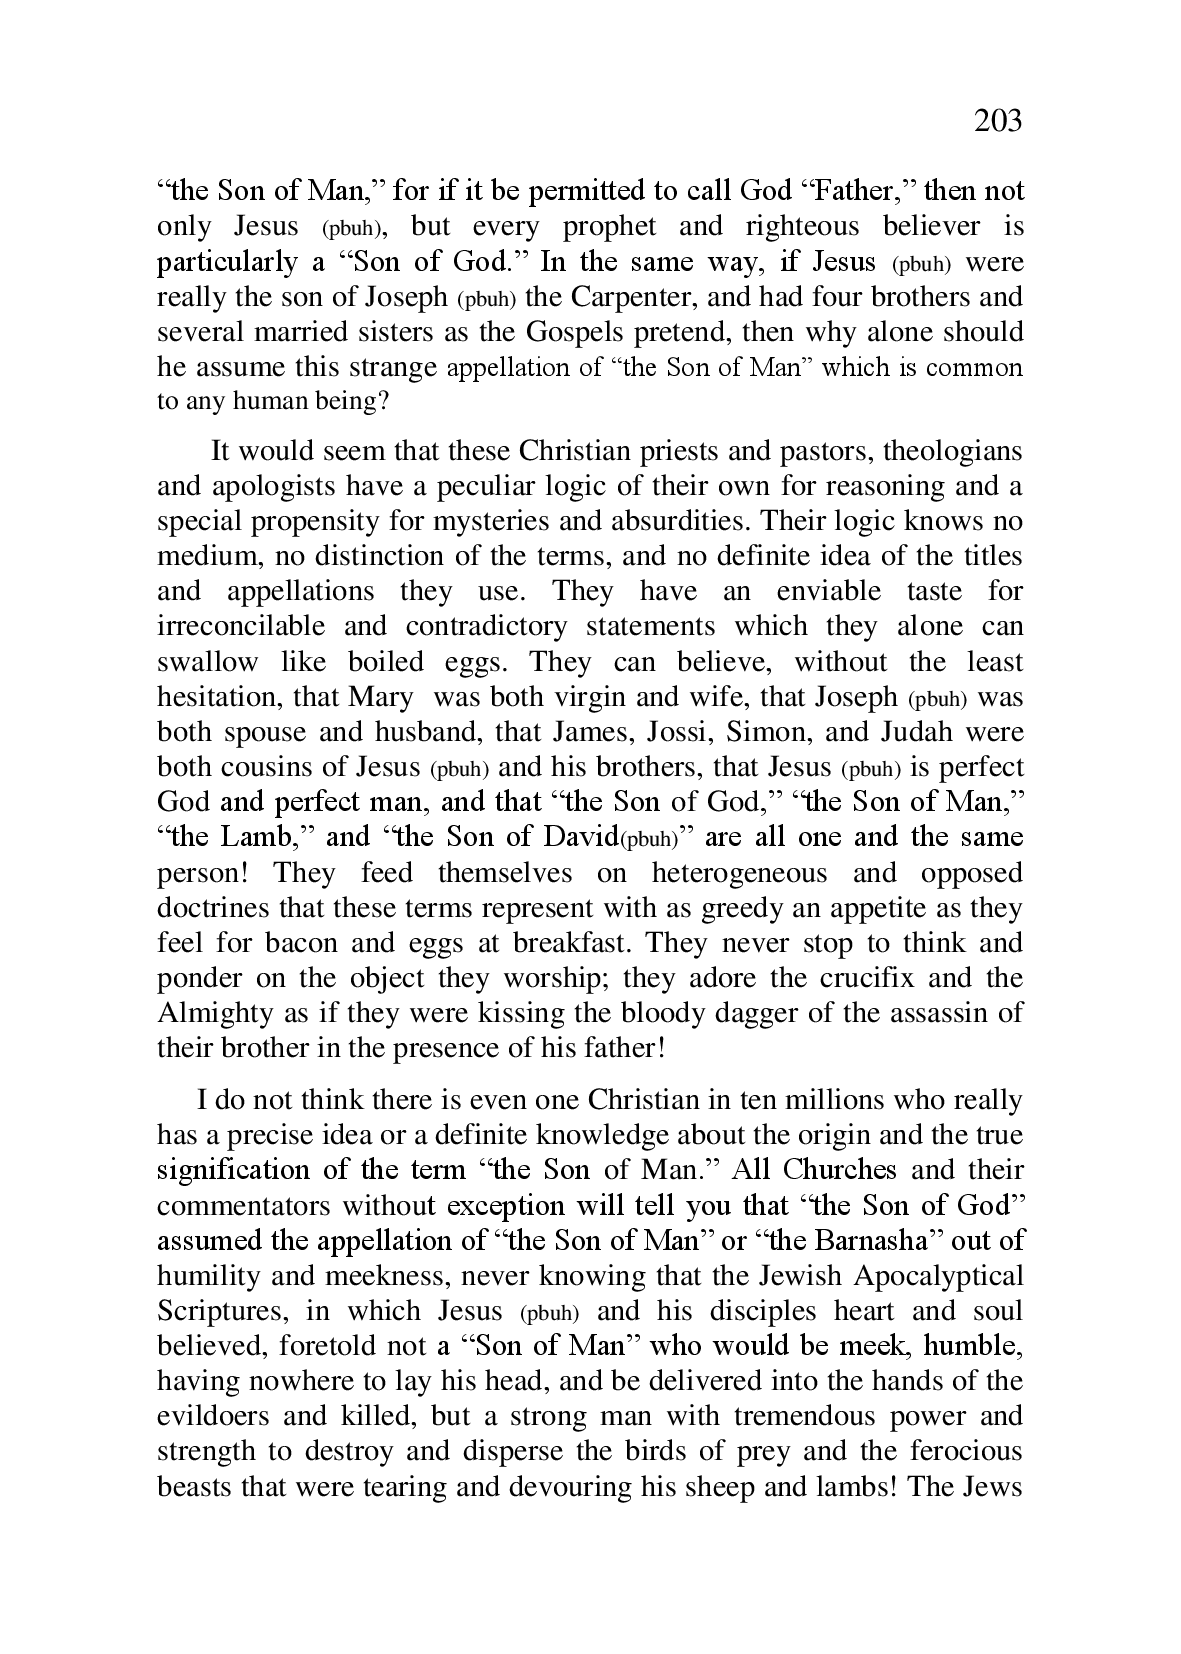 203
“the Son of Man,” for if it be permitted to call God “Father,” then not
only Jesus (pbuh), but every prophet and righteous believer is
particularly a “Son of God.” In the same way, if Jesus (pbuh) were
really the son of Joseph (pbuh) the Carpenter, and had four brothers and
several married sisters as the Gospels pretend, then why alone should
he assume this strange appellation of “the Son of Man” which is common
to any human being?
It would seem that these Christian priests and pastors, theologians
and apologists have a peculiar logic of their own for reasoning and a
special propensity for mysteries and absurdities. Their logic knows no
medium, no distinction of the terms, and no definite idea of the titles
and appellations they use. They have an enviable taste for
irreconcilable and contradictory statements which they alone can
swallow like boiled eggs. They can believe, without the least
hesitation, that Mary  was both virgin and wife, that Joseph (pbuh) was
both spouse and husband, that James, Jossi, Simon, and Judah were
both cousins of Jesus (pbuh) and his brothers, that Jesus (pbuh) is perfect
God and perfect man, and that “the Son of God,” “the Son of Man,”
“the Lamb,” and “the Son of David(pbuh)” are all one and the same
person! They feed themselves on heterogeneous and opposed
doctrines that these terms represent with as greedy an appetite as they
feel for bacon and eggs at breakfast. They never stop to think and
ponder on the object they worship; they adore the crucifix and the
Almighty as if they were kissing the bloody dagger of the assassin of
their brother in the presence of his father!
I do not think there is even one Christian in ten millions who really
has a precise idea or a definite knowledge about the origin and the true
signification of the term “the Son of Man.” All Churches and their
commentators without exception will tell you that “the Son of God”
assumed the appellation of “the Son of Man” or “the Barnasha” out of
humility and meekness, never knowing that the Jewish Apocalyptical
Scriptures, in which Jesus (pbuh) and his disciples heart and soul
believed, foretold not a “Son of Man” who would be meek, humble,
having nowhere to lay his head, and be delivered into the hands of the
evildoers and killed, but a strong man with tremendous power and
strength to destroy and disperse the birds of prey and the ferocious
beasts that were tearing and devouring his sheep and lambs! The Jews